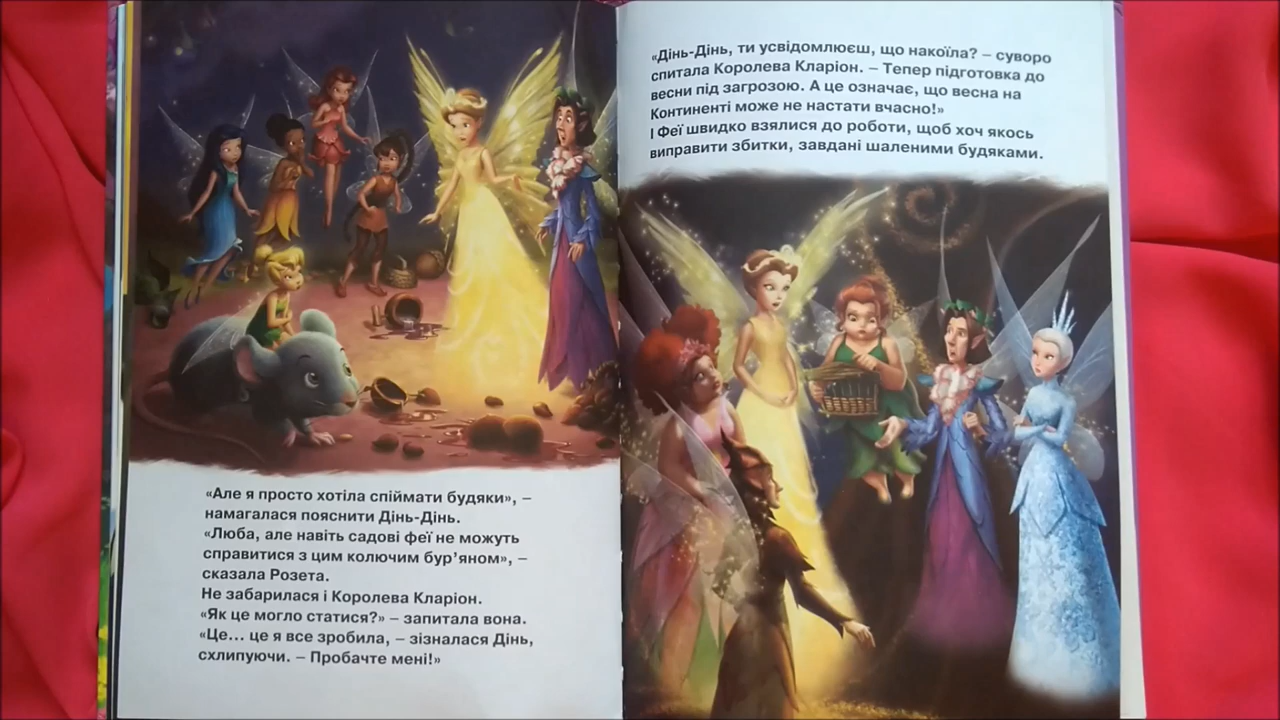 «Але я просто хотіла спіймати будяки», –
намагалася пояснити Дінь-Дінь.
«Люба, але навіть садові феї не можуть
справитися з цим колючим бур’яном», –
сказала Розета.
Не забарилася і Королева Кларіон.
«Як це могло статися?» – запитала вона.
«Це... це я все зробила, – зізналася Дінь,
схлипуючи. – Пробачте мені!»
«Дінь-Дінь, ти усвідомлюєш, що накоїла? – суворо
спитала Королева Кларіон. – Тепер підготовка до
весни під загрозою. А це означає, що весна на
Континенті може не настати вчасно!»
І Феї швидко взялися до роботи, щоб хоч якось
виправити збитки, завдані шаленими будяками.